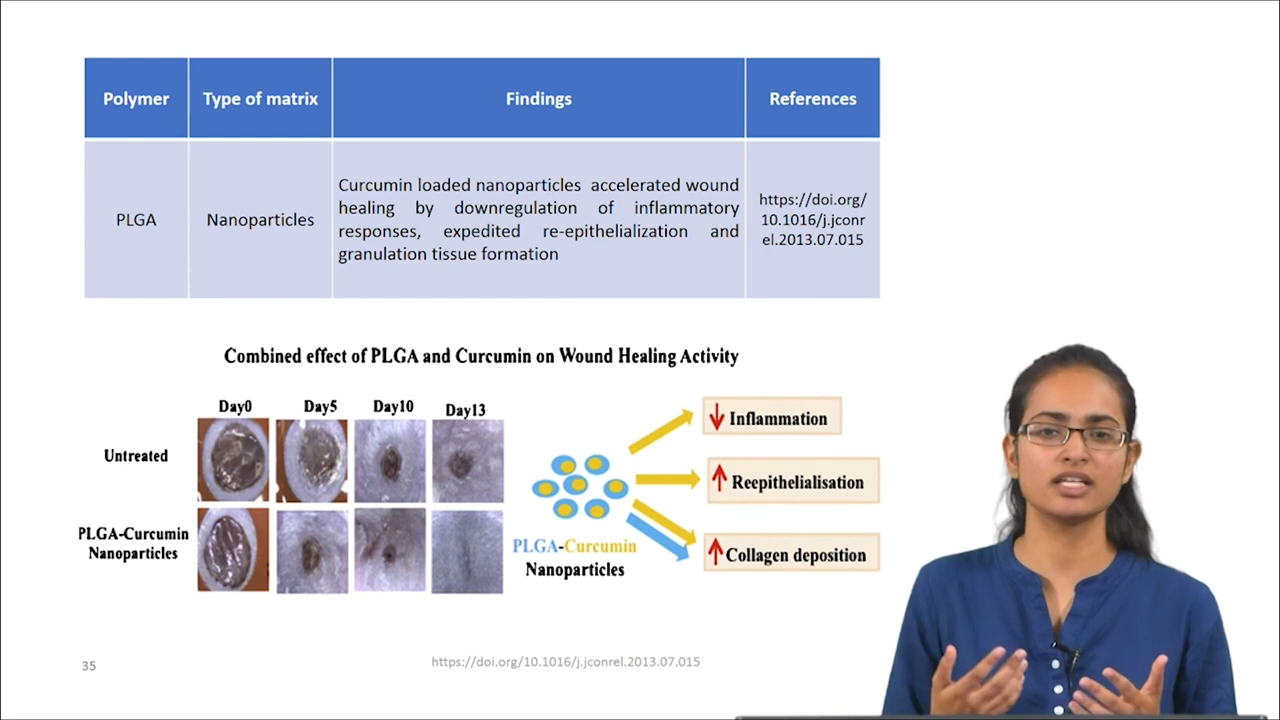 Polymer
Type of matrix
Findings
References
PLGA
Nanoparticles
Curcumin loaded nanoparticles accelerated wound
healing by downregulation of inflammatory
responses, expedited re-epithelialization and
granulation tissue formation
https://doi.org/
10.1016/j.jconr
el.2013.07.015
Combined effect of PLGA and Curcumin on Wound Healing Activity
Day0
Day5
Day10
Day13
Untreated
PLGA-Curcumin
Nanoparticles
PLGA-Curcumin
Nanoparticles
Inflammation
Reepithelialisation
Collagen deposition
35
https://doi.org/10.1016/j.jconrel.2013.07.015